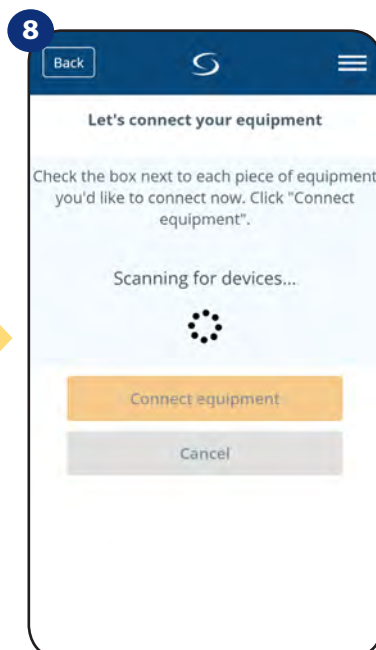 8
Back
Let's connect your equipment
Check the box next to each piece of equipment
you'd like to connect now. Click "Connect
equipment".
Scanning for devices...
Connect equipment
Cancel